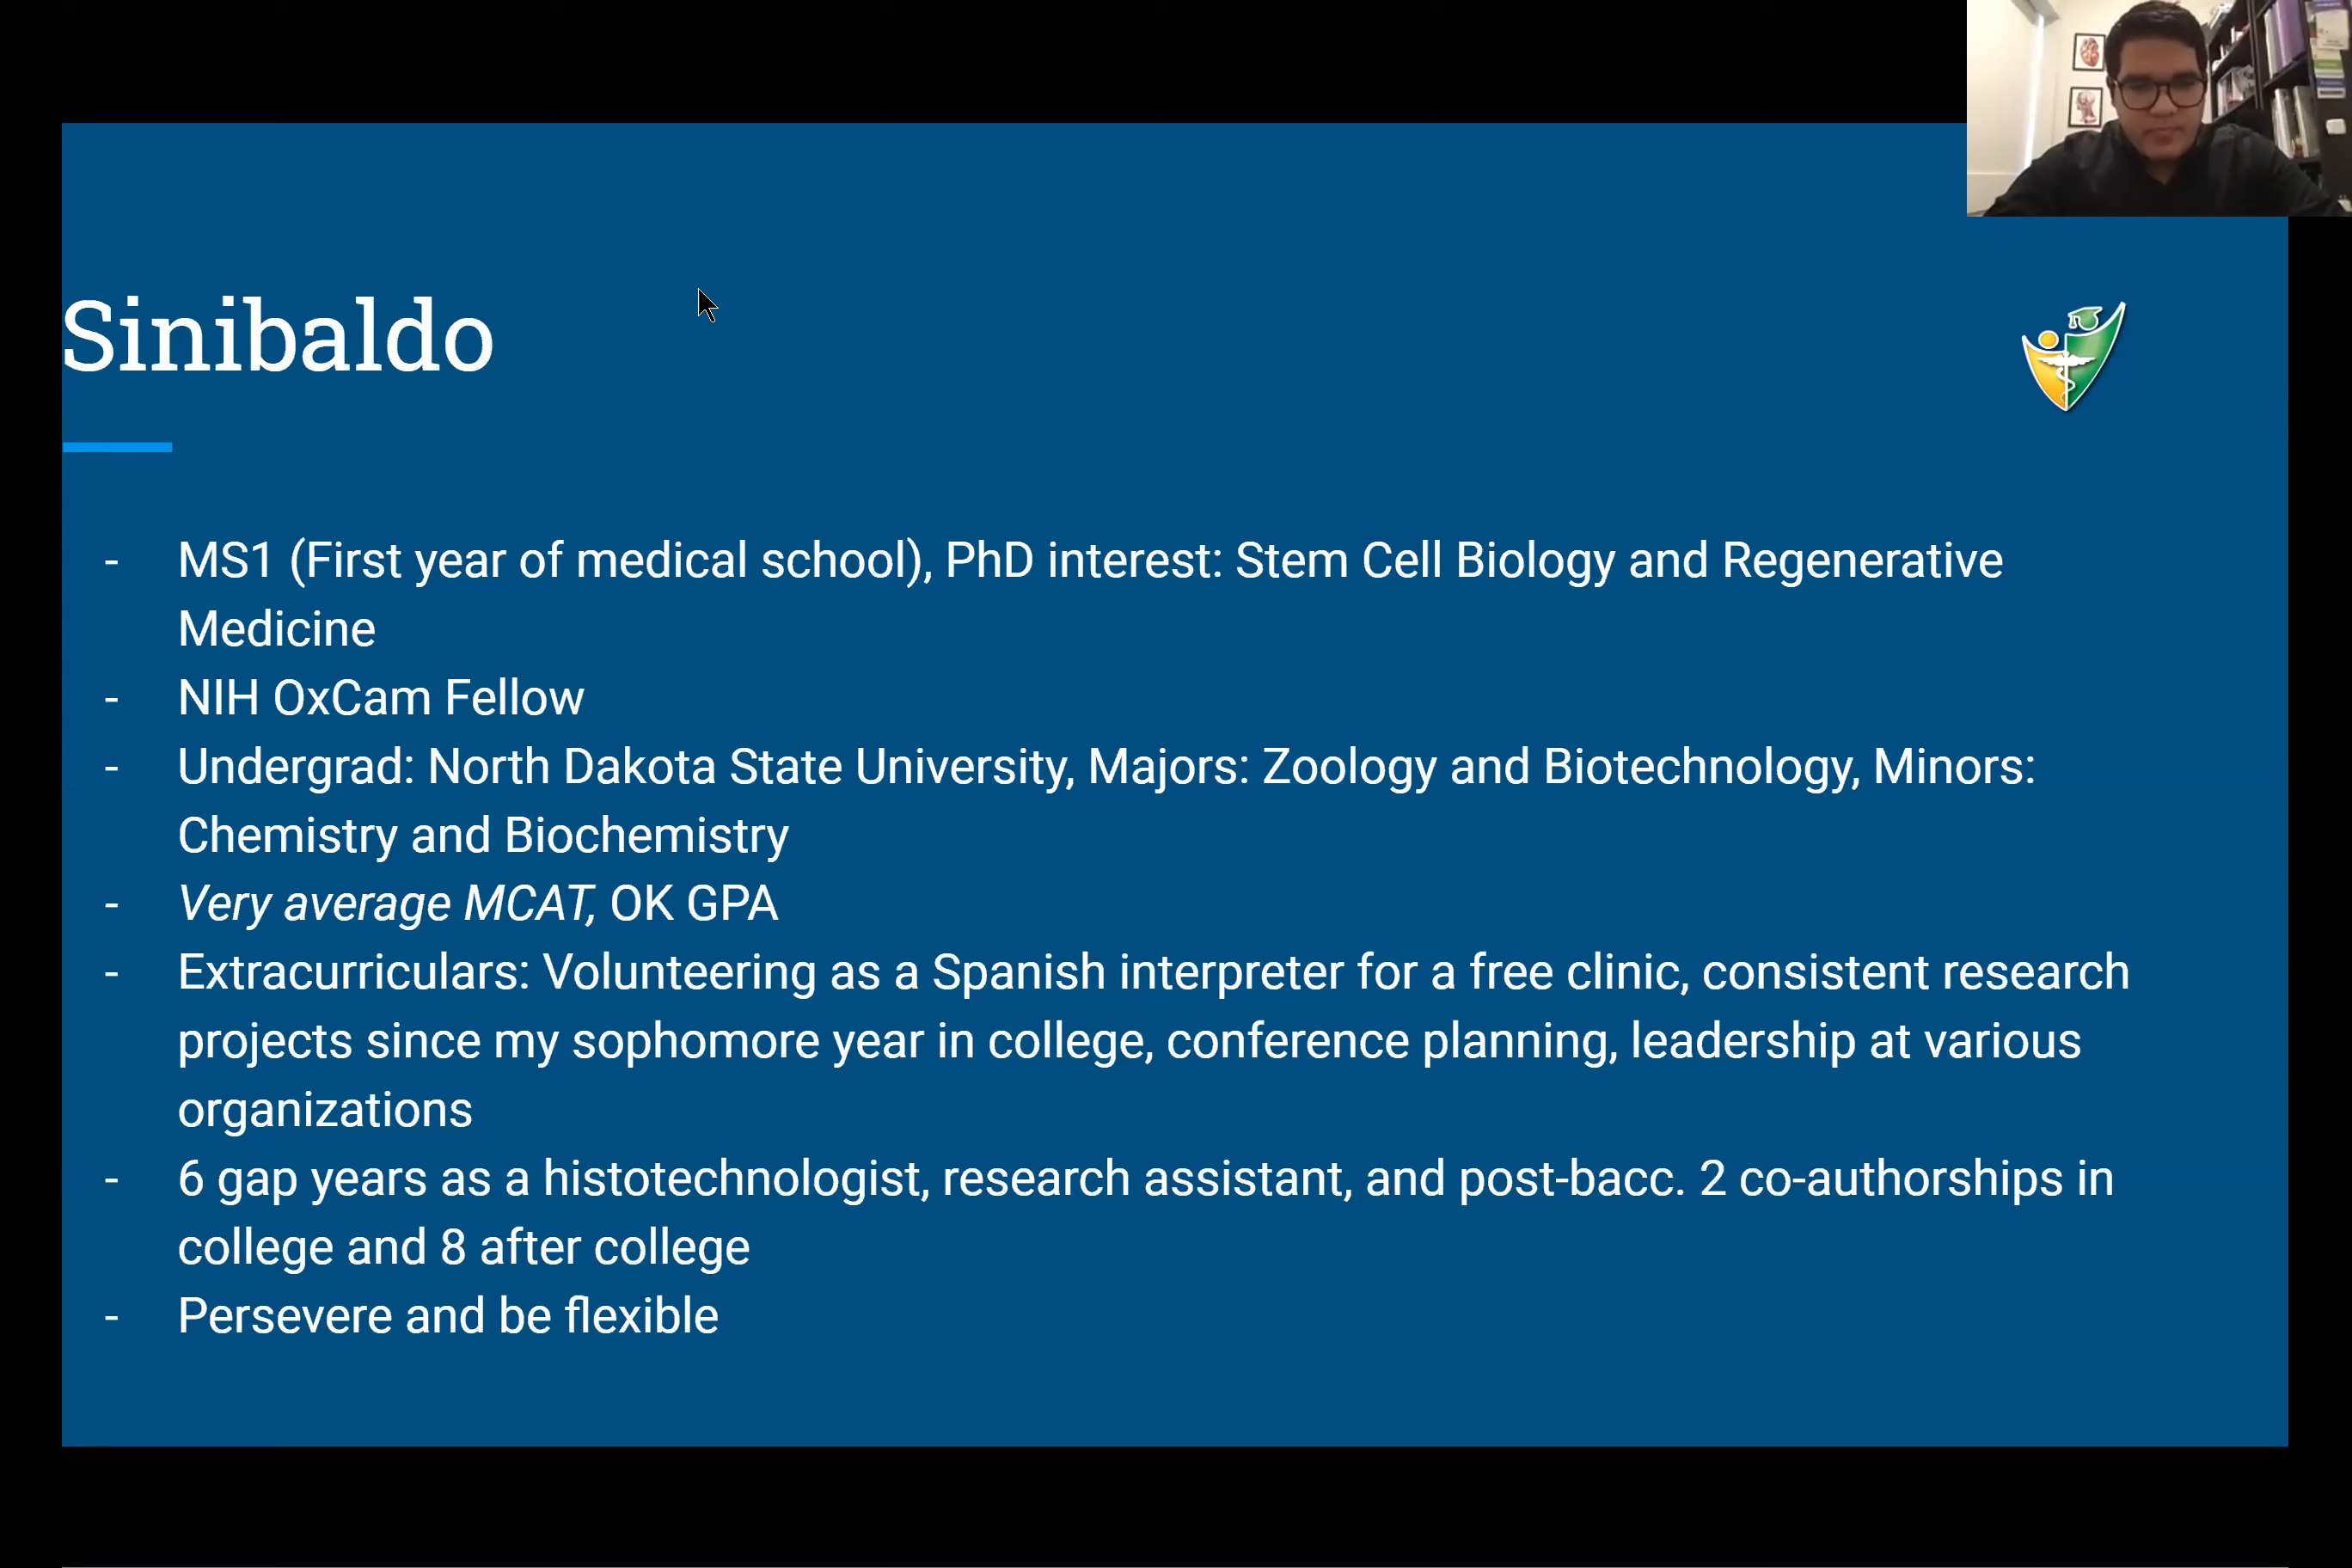 Sinibaldo
- MS1 (First year of medical school), PhD interest: Stem Cell Biology and Regenerative
Medicine
- NIH OxCam Fellow
- Undergrad: North Dakota State University, Majors: Zoology and Biotechnology, Minors:
Chemistry and Biochemistry
- Very average MCAT, OK GPA
- Extracurriculars: Volunteering as a Spanish interpreter for a free clinic, consistent research
projects since my sophomore year in college, conference planning, leadership at various
organizations
- 6 gap years as a histotechnologist, research assistant, and post-bacc. 2 co-authorships in
college and 8 after college
- Persevere and be flexible